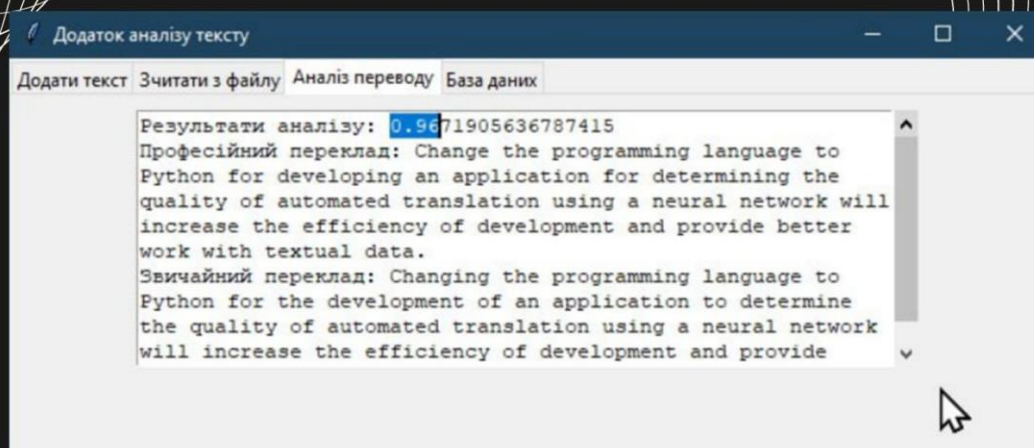 Додаток аналізу тексту
Додати текст Зчитати з файлу Аналіз переводу База даних
Результати аналізу: 0.9671905636787415
Професійний переклад: Change the programming language to
Python for developing an application for determining the
quality of automated translation using a neural network will
increase the efficiency of development and provide better
work with textual data.
Звичайний переклад: Changing the programming language to
Python for the development of an application to determine
the quality of automated translation using a neural network
will increase the efficiency of development and provide